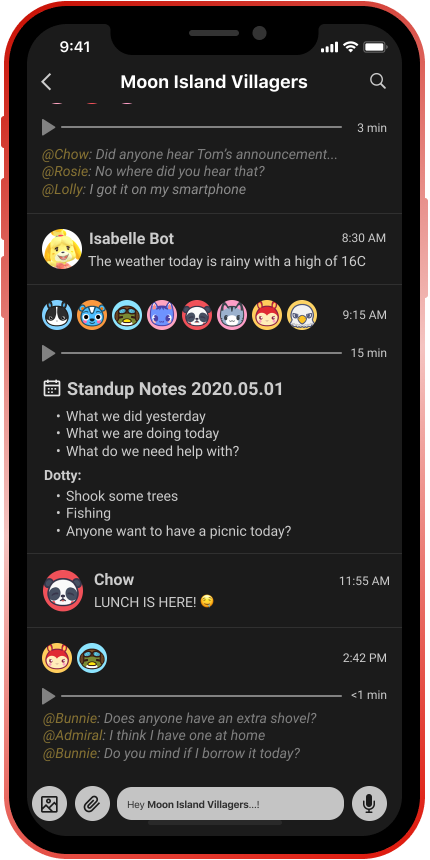 9:41
Moon Island Villagers
3 min
@Chow: Did anyone hear Tom's announcement...
@Rosie: No where did you hear that?
@Lolly: I got it on my smartphone
Isabelle Bot 8:30 AM
The weather today is rainy with a high of 16C
9:15 AM
15 min
Standup Notes 2020.05.01
• What we did yesterday
• What we are doing today
• What do we need help with?
Dotty:
• Shook some trees
• Fishing
• Anyone want to have a picnic today?
Chow 11:55 AM
LUNCH IS HERE! 😊
2:42 PM
<1 min
@Bunnie: Does anyone have an extra shovel?
@Admiral: I think I have one at home
@Bunnie: Do you mind if I borrow it today?
Hey Moon Island Villagers...!